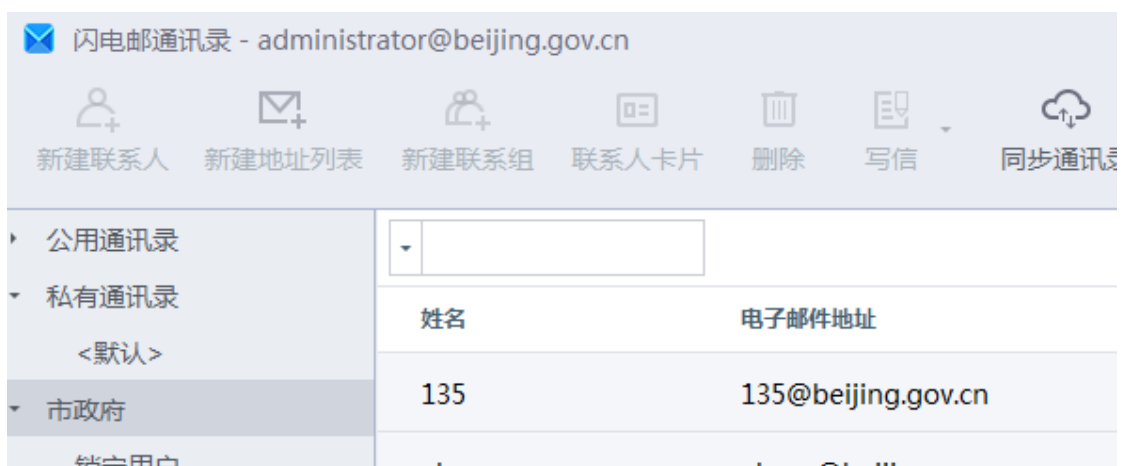 闪电邮通讯录 - administrator@beijing.gov.cn
新建联系人 新建地址列表 新建联系组 联系人卡片 删除 写信 同步通讯录
公用通讯录
私有通讯录
<默认>
市政府
姓名 电子邮件地址
135 135@beijing.gov.cn